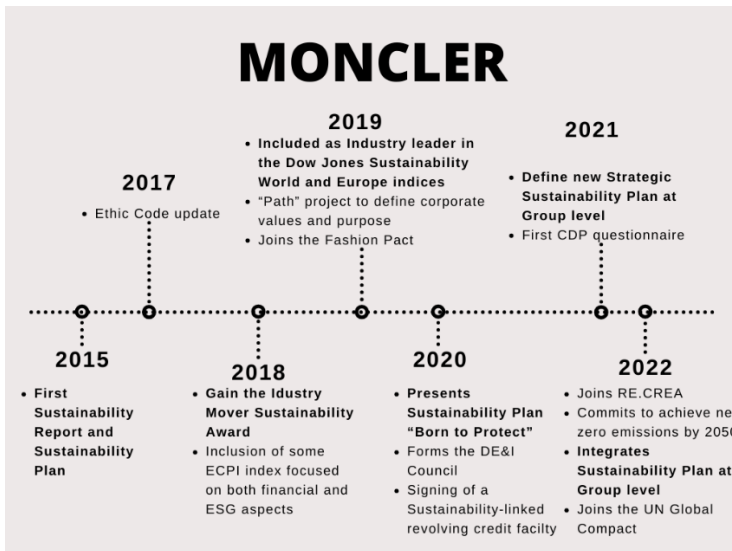 MONCLER
2015
• First
Sustainability
Report and
Sustainability
Plan
2017
• Ethic Code update
2018
• Gain the Idustry
Mover Sustainability
Award
• Inclusion of some
ECPI index focused
on both financial and
ESG aspects
2019
• Included as Industry leader in
the Dow Jones Sustainability
World and Europe indices
• “Path” project to define corporate
values and purpose
• Joins the Fashion Pact
2020
• Presents
Sustainability Plan
“Born to Protect”
• Forms the DE&I
Council
• Signing of a
Sustainability-linked
revolving credit facilty
2021
• Define new Strategic
Sustainability Plan at
Group level
• First CDP questionnaire
2022
• Joins RE.CREA
• Commits to achieve ne
zero emissions by 205
• Integrates
Sustainability Plan at
Group level
• Joins the UN Global
Compact